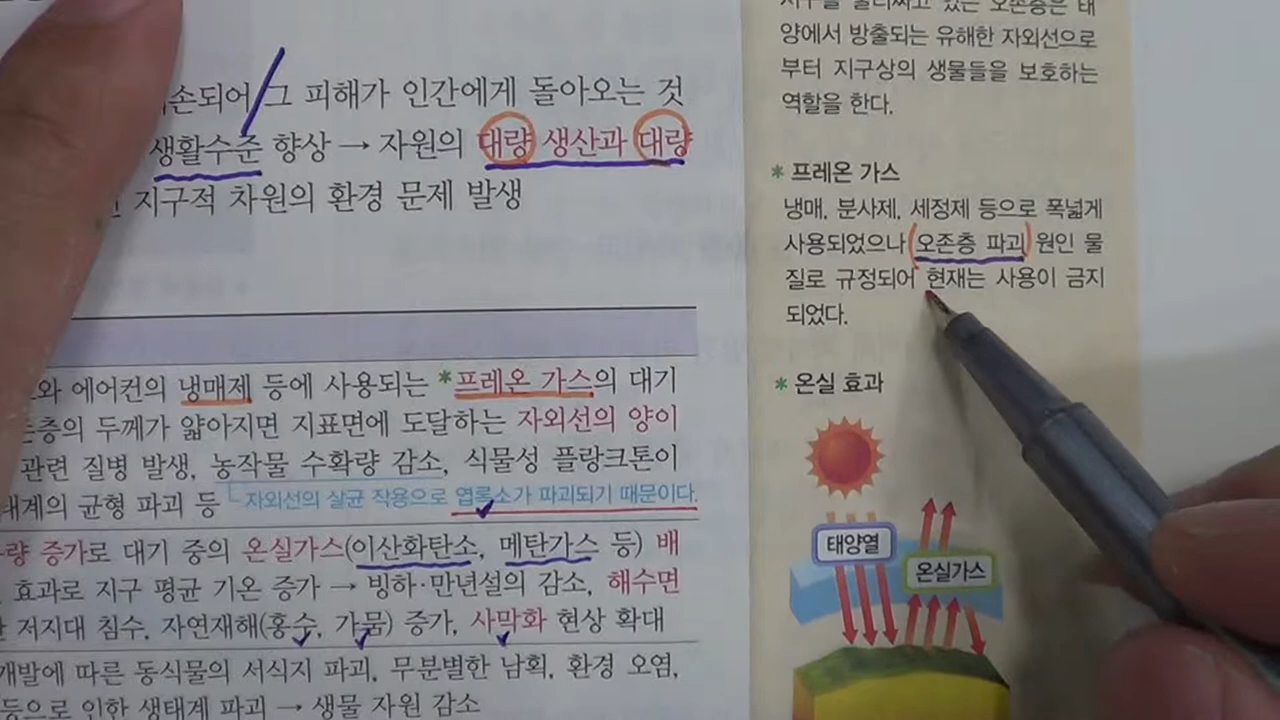 손되어 그 피해가 인간에게 돌아오는 것
생활수준 향상 → 자원의 대량 생산과 대량
지구적 차원의 환경 문제 발생
에어컨의 냉매제 등에 사용되는 *프레온 가스의 대기
층의 두께가 얇아지면 지표면에 도달하는 자외선의 양이
관련 질병 발생, 농작물 수확량 감소, 식물성 플랑크톤이
태계의 균형 파괴 등
자외선의 살균 작용으로 엽록소가 파괴되기 때문이다.
량 증가로 대기 중의 온실가스(이산화탄소, 메탄가스 등) 배
효과로 지구 평균 기온 증가 → 빙하·만년설의 감소, 해수면
저지대 침수, 자연재해(홍수, 가뭄) 증가, 사막화 현상 확대
개발에 따른 동식물의 서식지 파괴, 무분별한 남획, 환경 오염,
등으로 인한 생태계 파괴 → 생물 자원 감소
지구를 둘러싸고 있는 오존층은 태
양에서 방출되는 유해한 자외선으로
부터 지구상의 생물들을 보호하는
역할을 한다.
* 프레온 가스
냉매, 분사제, 세정제 등으로 폭넓게
사용되었으나 오존층 파괴 원인 물
질로 규정되어 현재는 사용이 금지
되었다.
* 온실 효과
태양열
온실가스